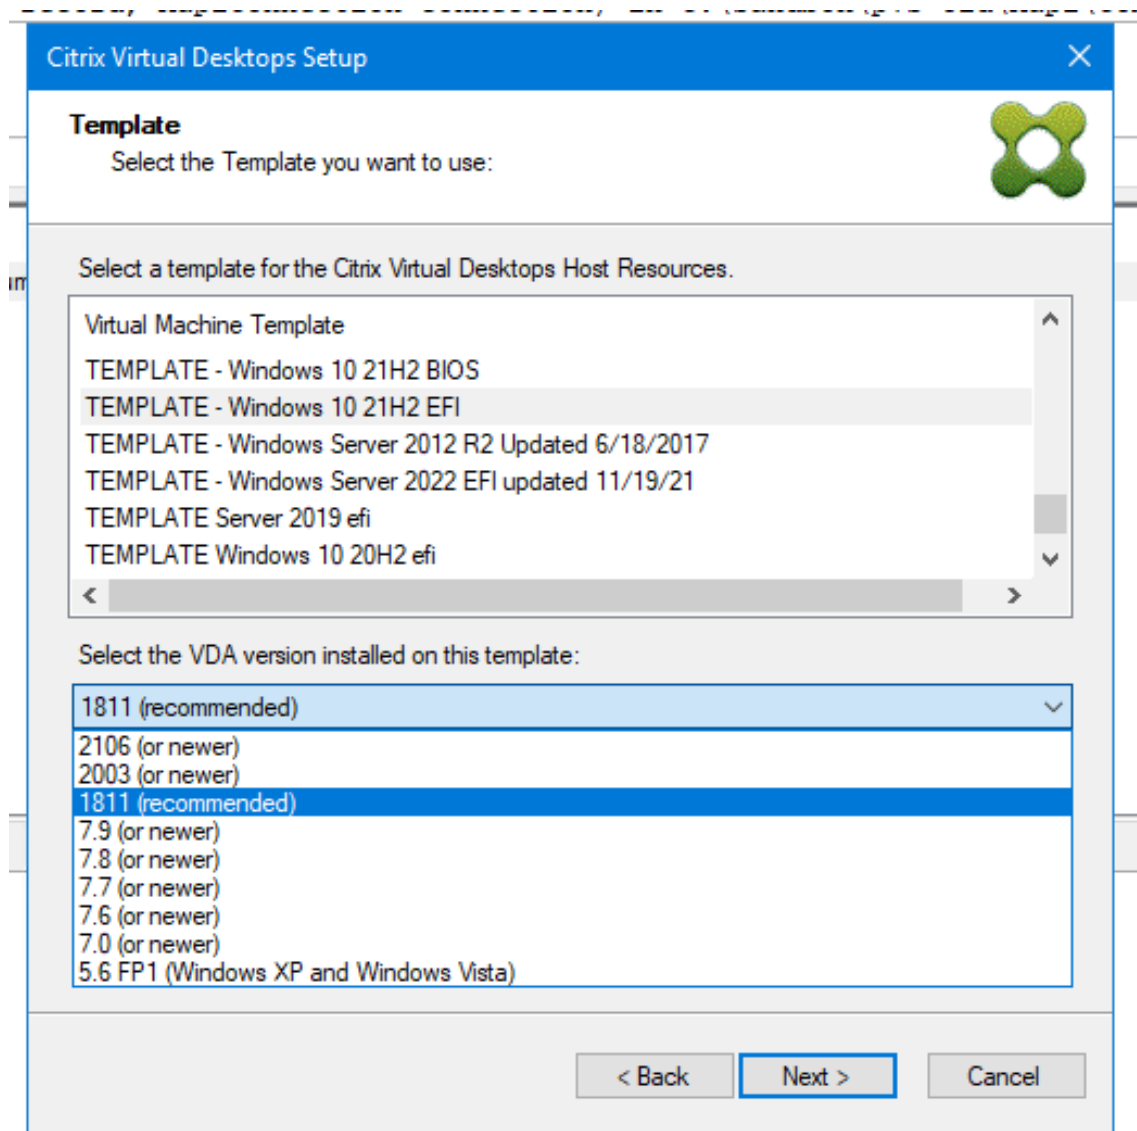 Citrix Virtual Desktops Setup
Template
Select the Template you want to use:
Select a template for the Citrix Virtual Desktops Host Resources.
Virtual Machine Template
TEMPLATE - Windows 10 21H2 BIOS
TEMPLATE - Windows 10 21H2 EFI
TEMPLATE - Windows Server 2012 R2 Updated 6/18/2017
TEMPLATE - Windows Server 2022 EFI updated 11/19/21
TEMPLATE Server 2019 efi
TEMPLATE Windows 10 20H2 efi
Select the VDA version installed on this template:
1811 (recommended)
2106 (or newer)
2003 (or newer)
1811 (recommended)
7.9 (or newer)
7.8 (or newer)
7.7 (or newer)
7.6 (or newer)
7.0 (or newer)
5.6 FP1 (Windows XP and Windows Vista)
< Back Next > Cancel